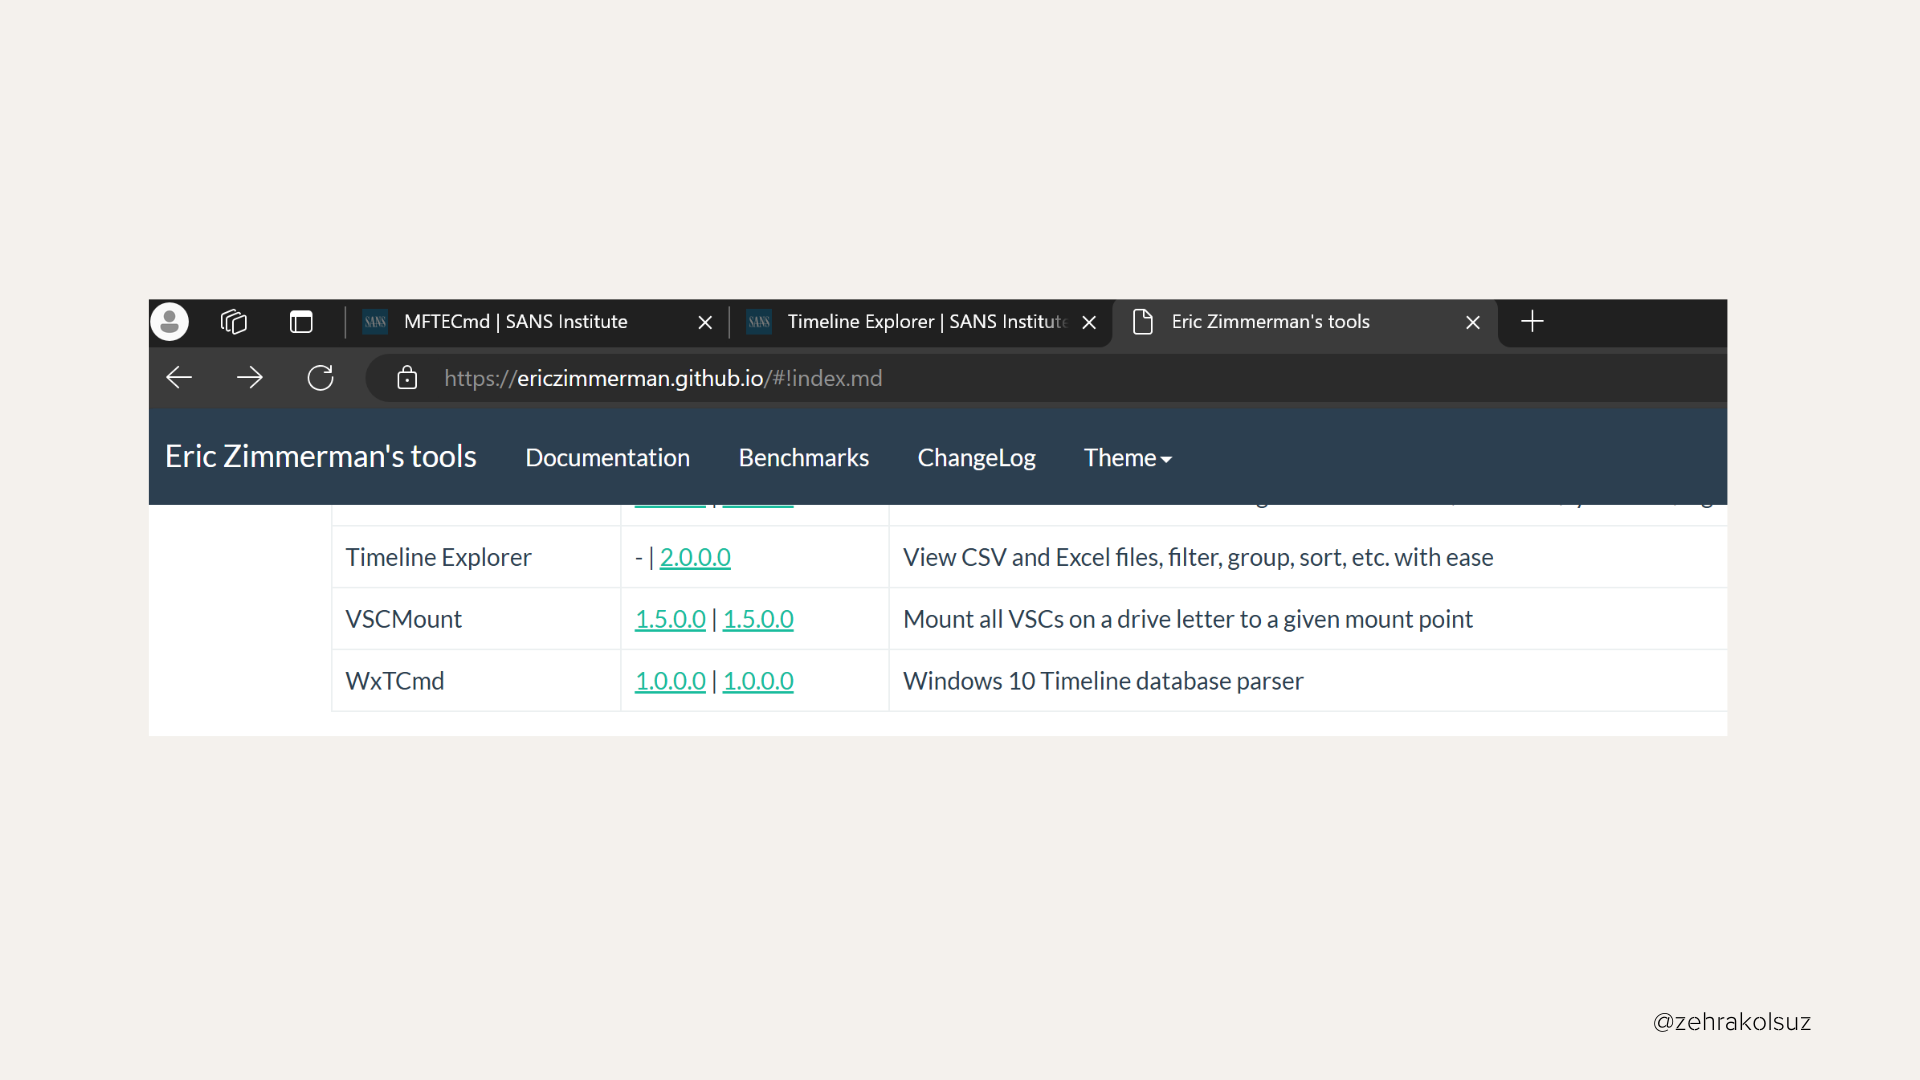 SANS MFTECmd | SANS Institute SANS Timeline Explorer | SANS Institute Eric Zimmerman's tools
https://ericzimmerman.github.io/#!index.md
Eric Zimmerman's tools Documentation Benchmarks ChangeLog Theme
Timeline Explorer - | 2.0.0.0 View CSV and Excel files, filter, group, sort, etc. with ease
VSCMount 1.5.0.0 | 1.5.0.0 Mount all VSCs on a drive letter to a given mount point
WxTCmd 1.0.0.0 | 1.0.0.0 Windows 10 Timeline database parser
@zehrakolsuz